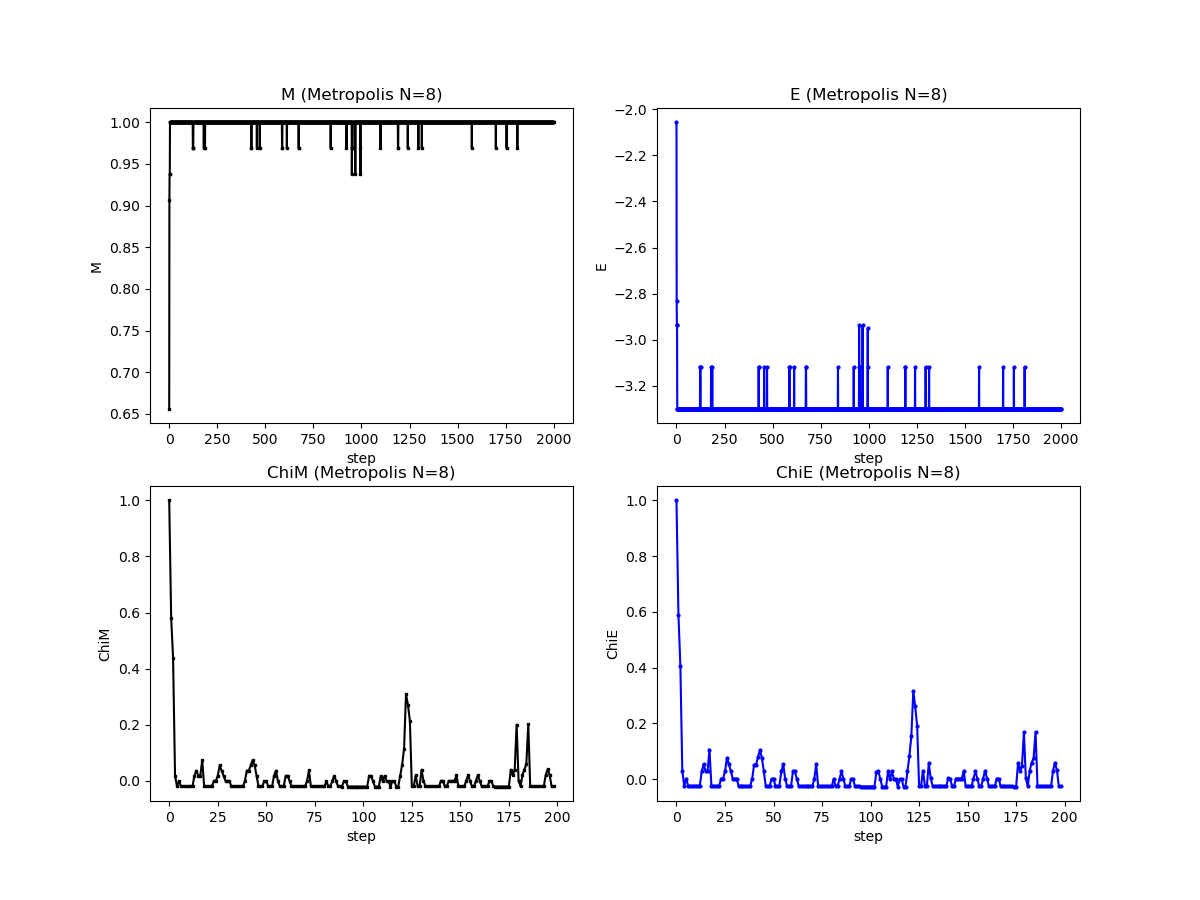 M (Metropolis N=8)
1.00
0.95
0.90
0.85
0.80
0.75
0.70
0.65
M
0 250 500 750 1000 1250 1500 1750 2000
step
E (Metropolis N=8)
−2.0
−2.2
−2.4
−2.6
−2.8
−3.0
−3.2
E
0 250 500 750 1000 1250 1500 1750 2000
step
ChiM (Metropolis N=8)
1.0
0.8
0.6
0.4
0.2
0.0
ChiM
0 25 50 75 100 125 150 175 200
step
ChiE (Metropolis N=8)
1.0
0.8
0.6
0.4
0.2
0.0
ChiE
0 25 50 75 100 125 150 175 200
step